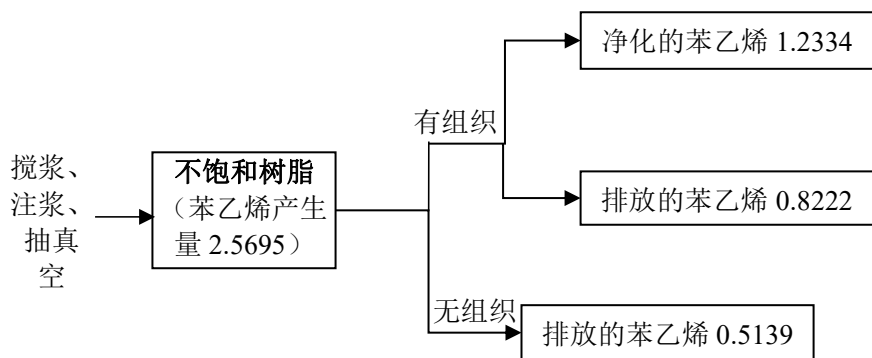 搅浆、
注浆、
抽真
空
不饱和树脂
（苯乙烯产生
量 2.5695）
有组织
净化的苯乙烯 1.2334
排放的苯乙烯 0.8222
无组织
排放的苯乙烯 0.5139